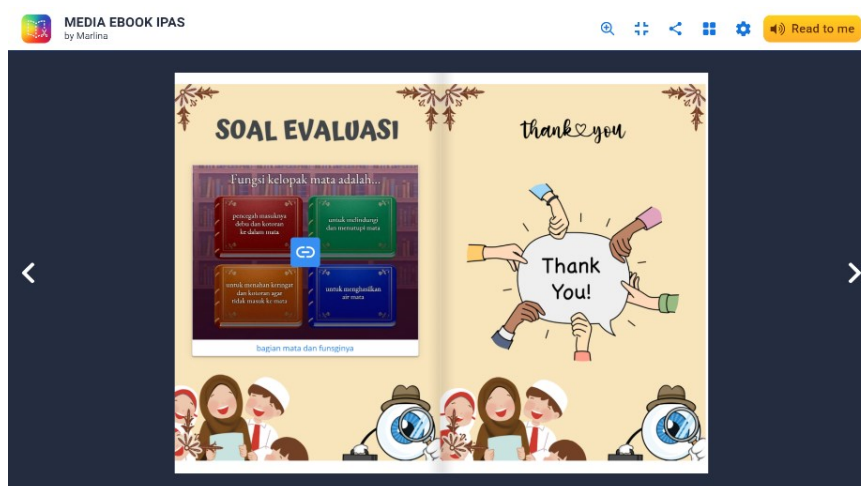 MEDIA EBOOK IPAS
by Marlina
Read to me
SOAL EVALUASI
Fungsi kelopak mata adalah...
pencegah masuknya
debu dan kotoran
ke dalam mata
untuk melindungi
dan menutupi mata
untuk menahan keringat
dan kotoran agar
tidak masuk ke mata
untuk menghasilkan
air mata
bagian mata dan funsginya
thank you
Thank
You!